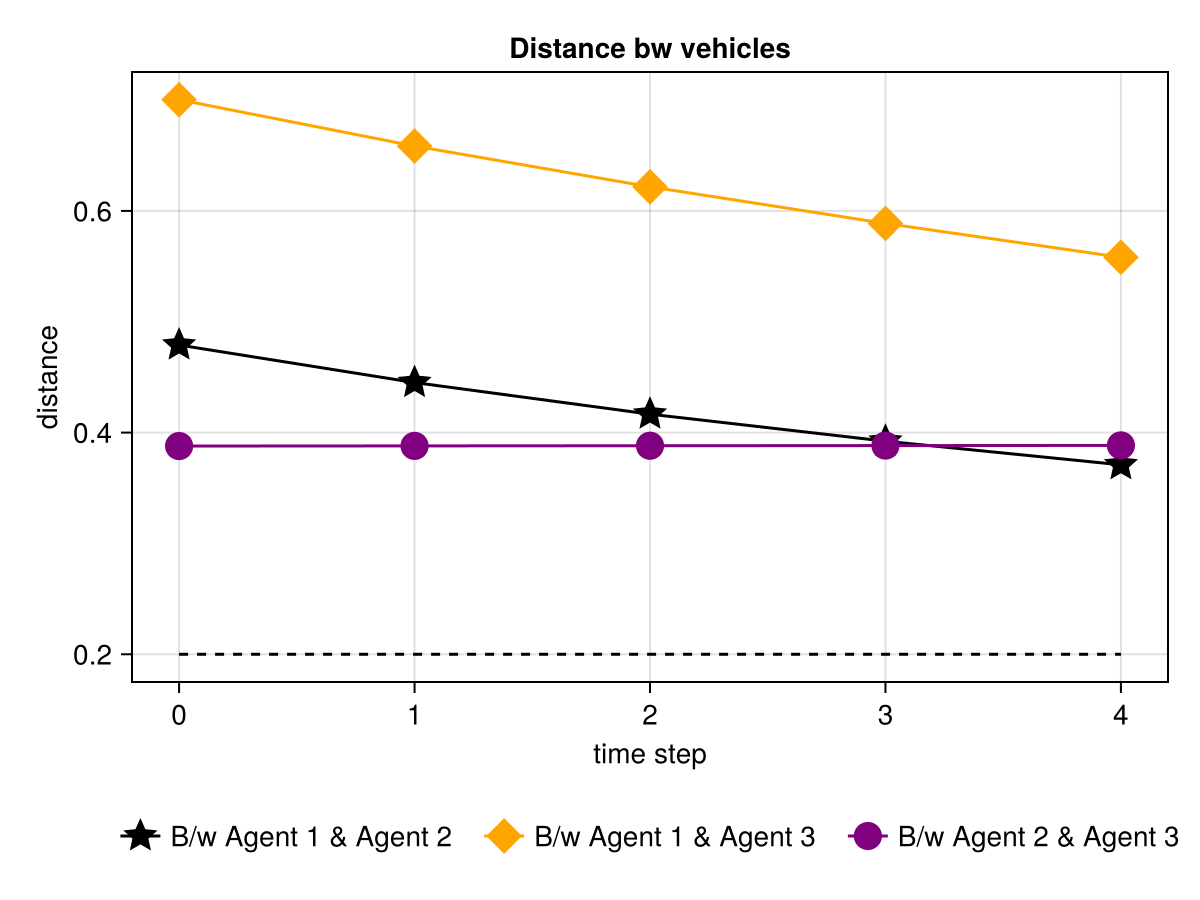 Distance bw vehicles
distance
0.6
0.4
0.2
0 1 2 3 4
time step
B/w Agent 1 & Agent 2 B/w Agent 1 & Agent 3 B/w Agent 2 & Agent 3